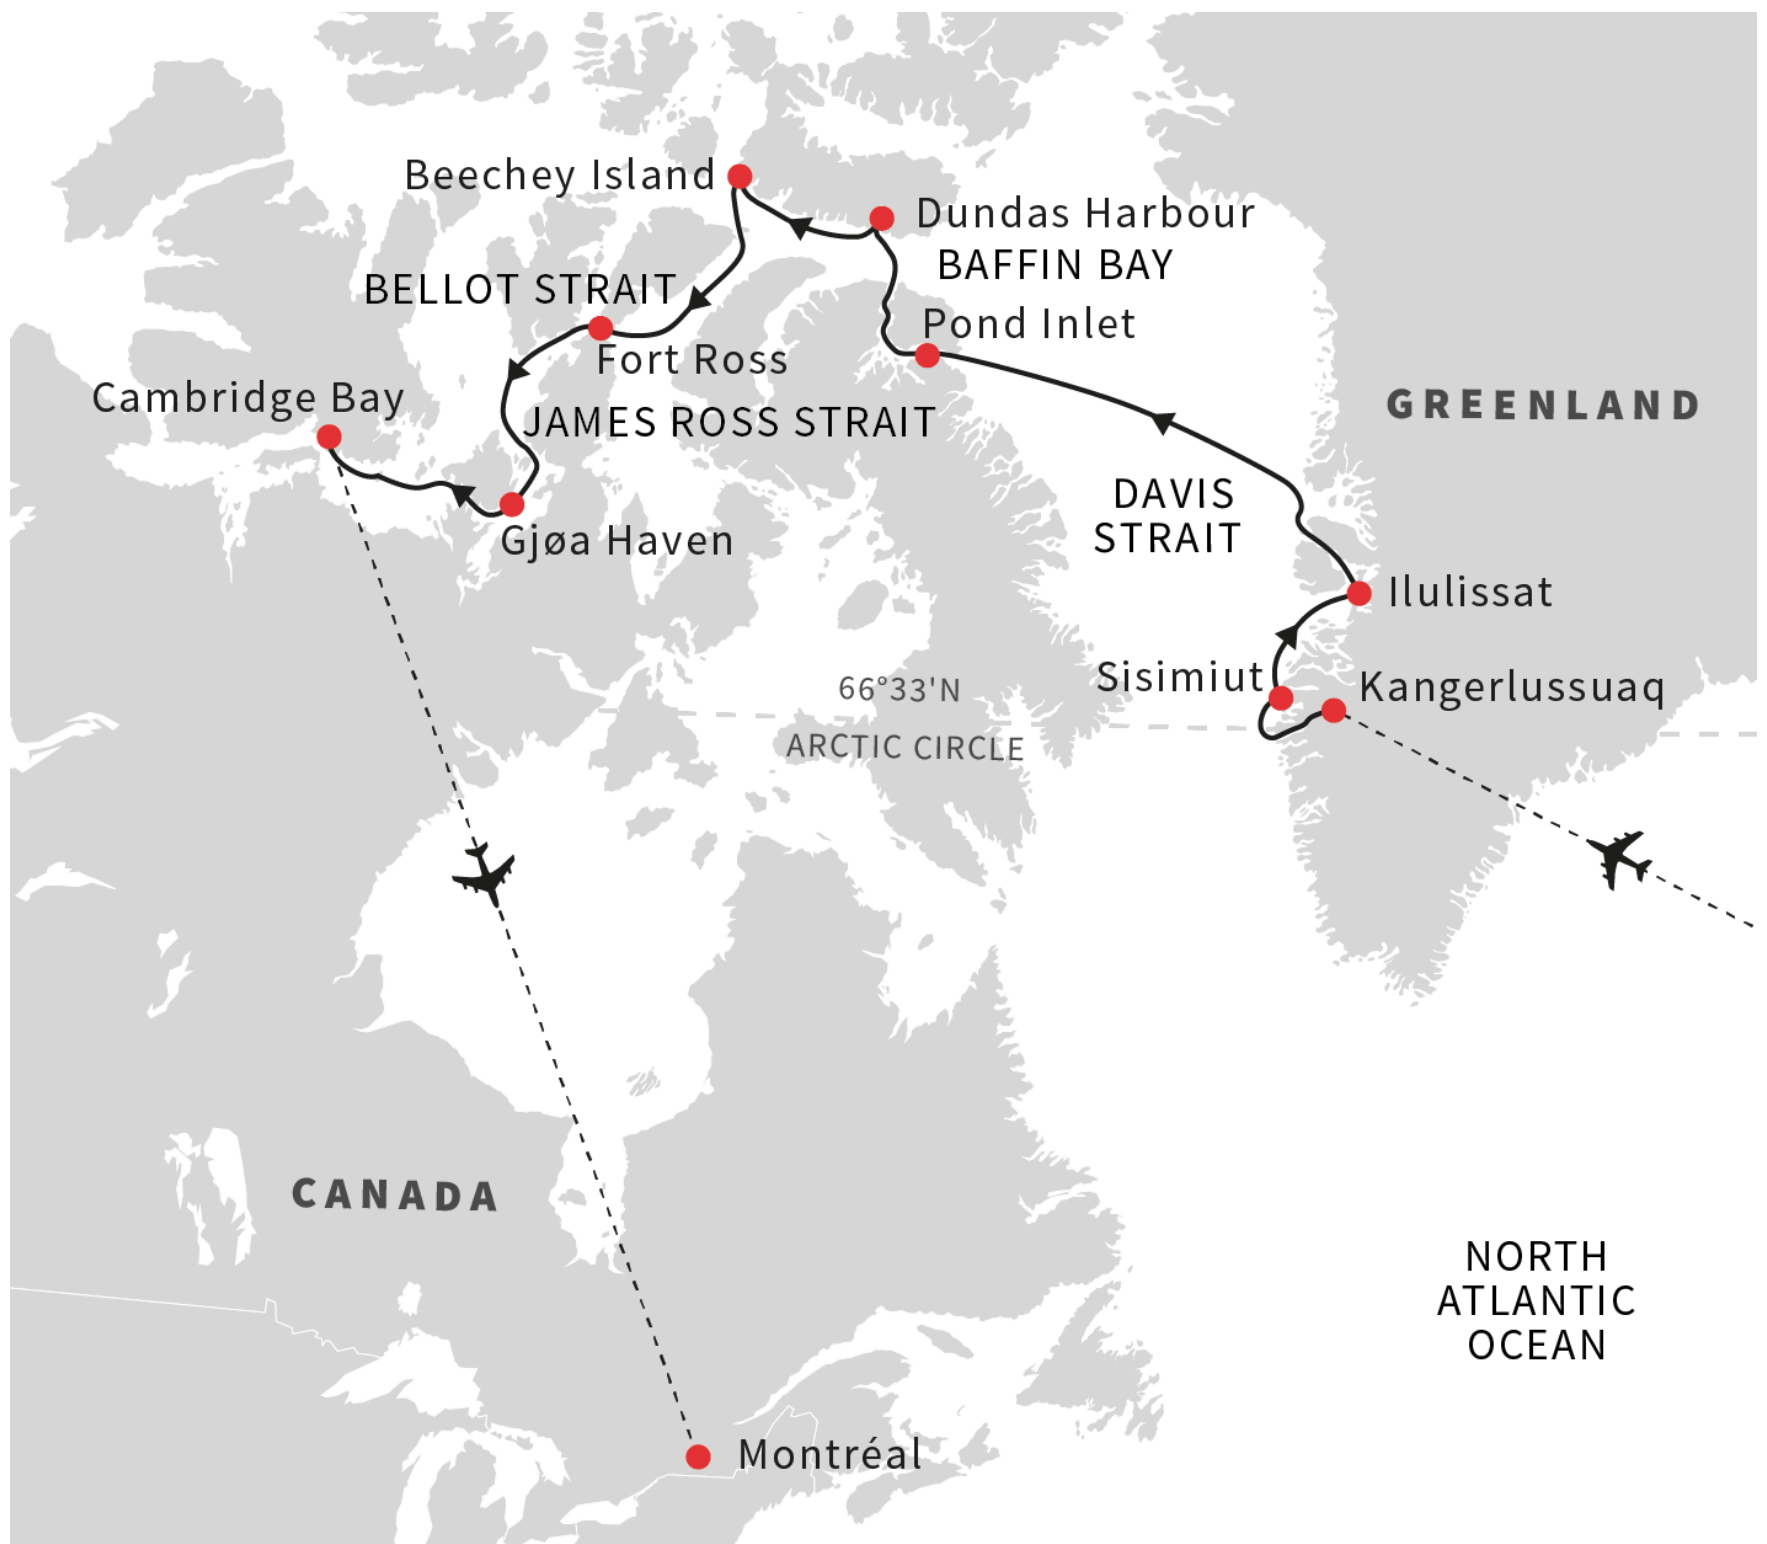 Beechey Island
Dundas Harbour
BAFFIN BAY
BELLOT STRAIT
Pond Inlet
Fort Ross
Cambridge Bay
GREENLAND
JAMES ROSS STRAIT
DAVIS
STRAIT
Gjøa Haven
Ilulissat
Sisimiut
Kangerlussuaq
66°33'N
ARCTIC CIRCLE
CANADA
NORTH
ATLANTIC
OCEAN
Montréal